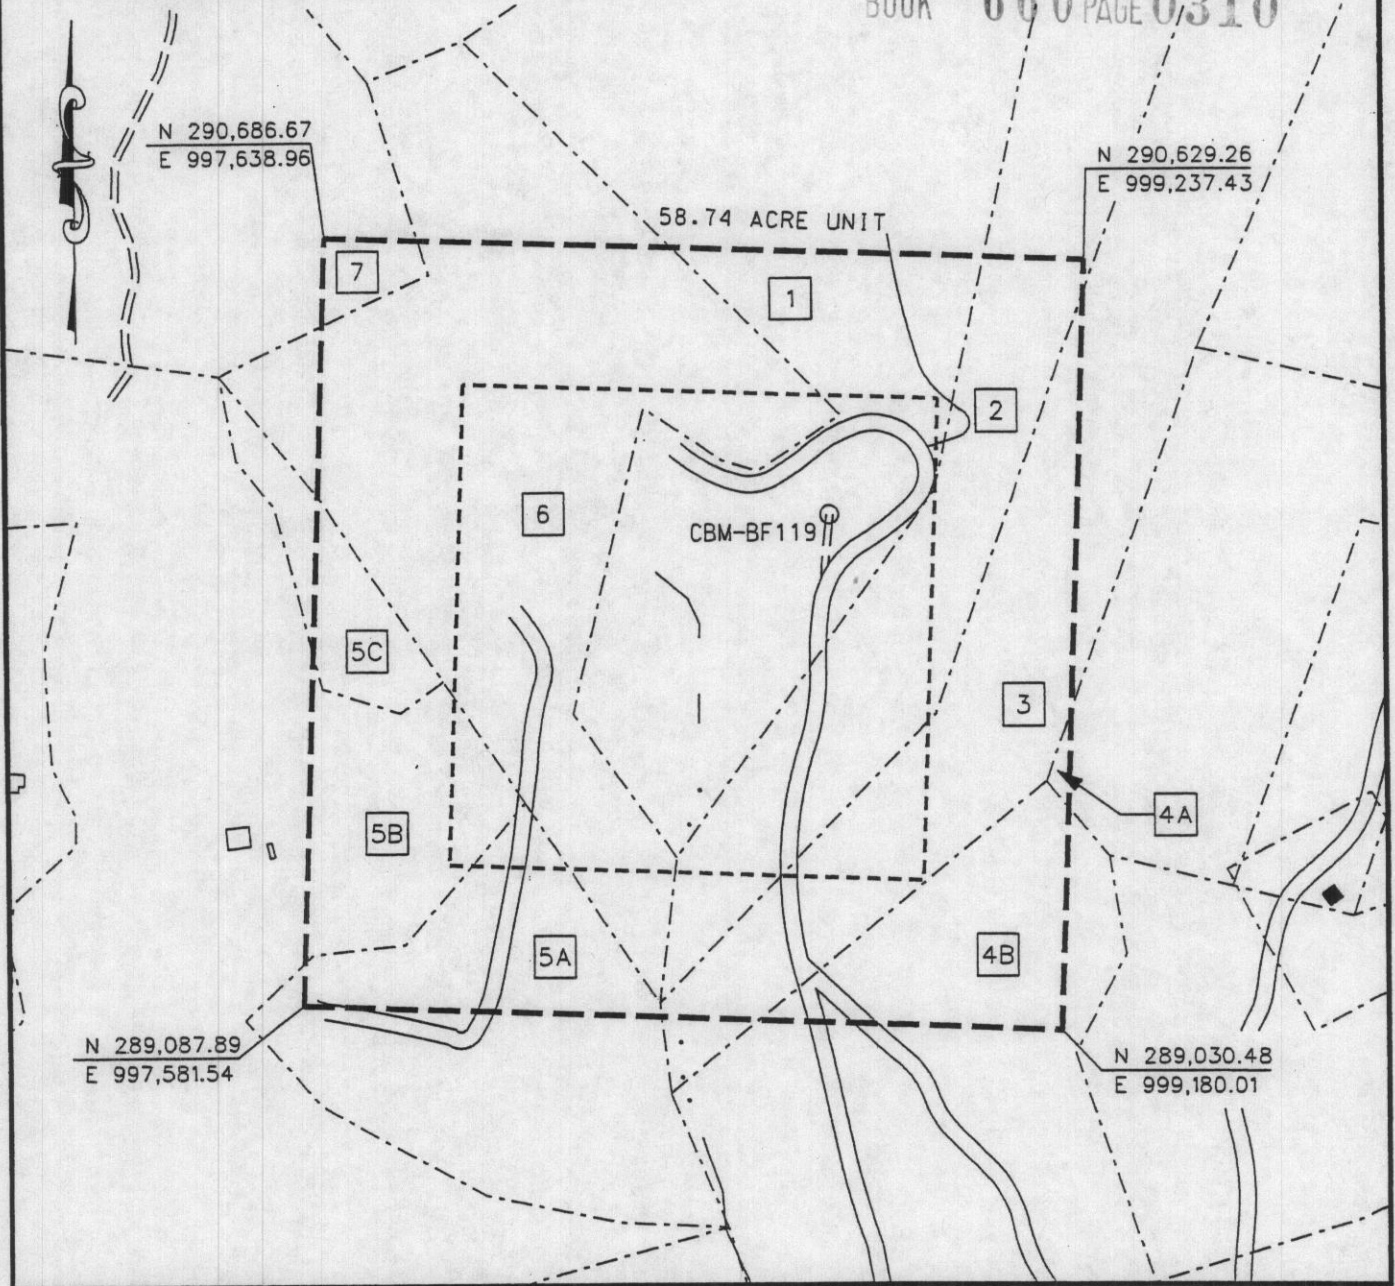 BOOK 600 PAGE 0310
N 290,686.67
E 997,638.96
N 290,629.26
E 999,237.43
58.74 ACRE UNIT
7
1
2
6
CBM-BF119
5C
3
4A
5B
5A
4B
N 289,087.89
E 997,581.54
N 289,030.48
E 999,180.01